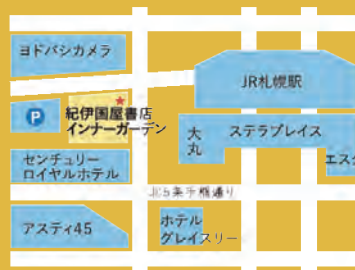 ヨドバシカメラ
JR札幌駅
P
紀伊国屋書店
インナーガーデン
大丸
ステラプレイス
エスタ
センチュリー
ロイヤルホテル
北5条手稲通り
アスティ45
ホテル
グレイスリー